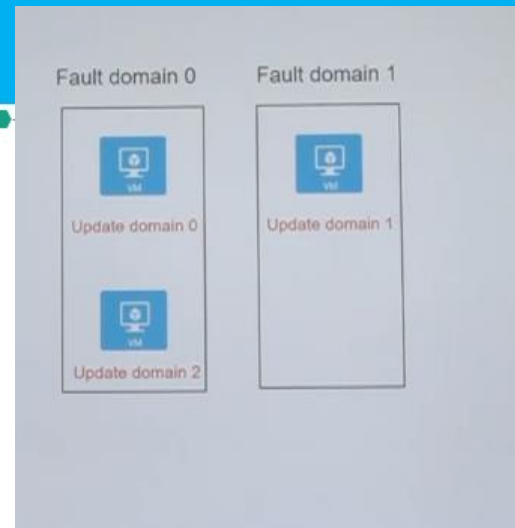 Fault domain 0
Fault domain 1
VM
VM
Update domain 0
Update domain 1
VM
Update domain 2